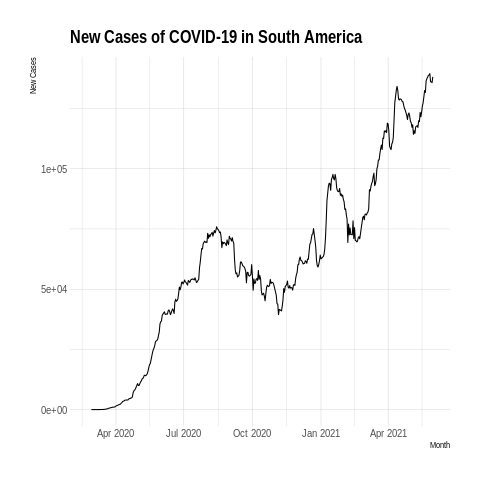 New Cases of COVID-19 in South America
New Cases
1e+05
5e+04
0e+00
Apr 2020 Jul 2020 Oct 2020 Jan 2021 Apr 2021
Month